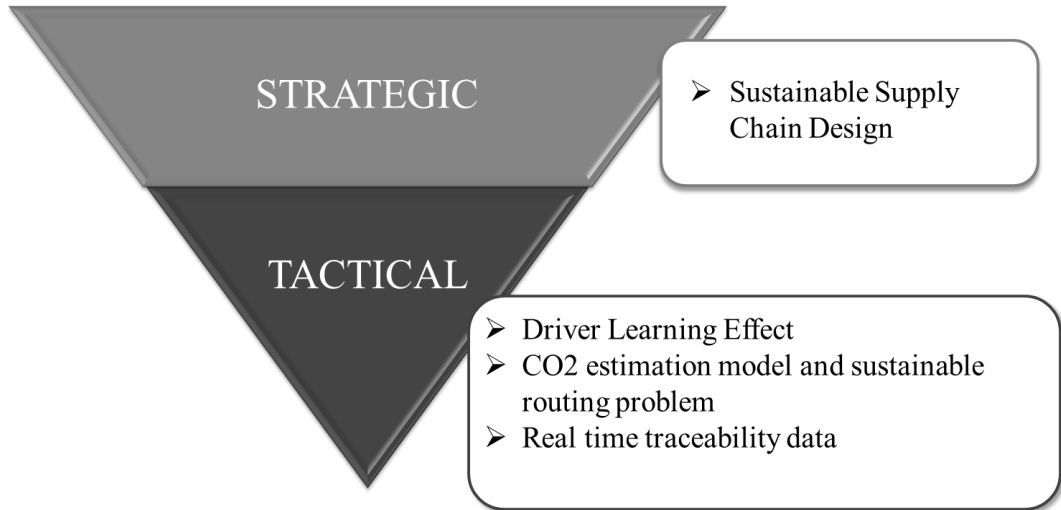 STRATEGIC
➢ Sustainable Supply
Chain Design
TACTICAL
➢ Driver Learning Effect
➢ CO2 estimation model and sustainable
routing problem
➢ Real time traceability data